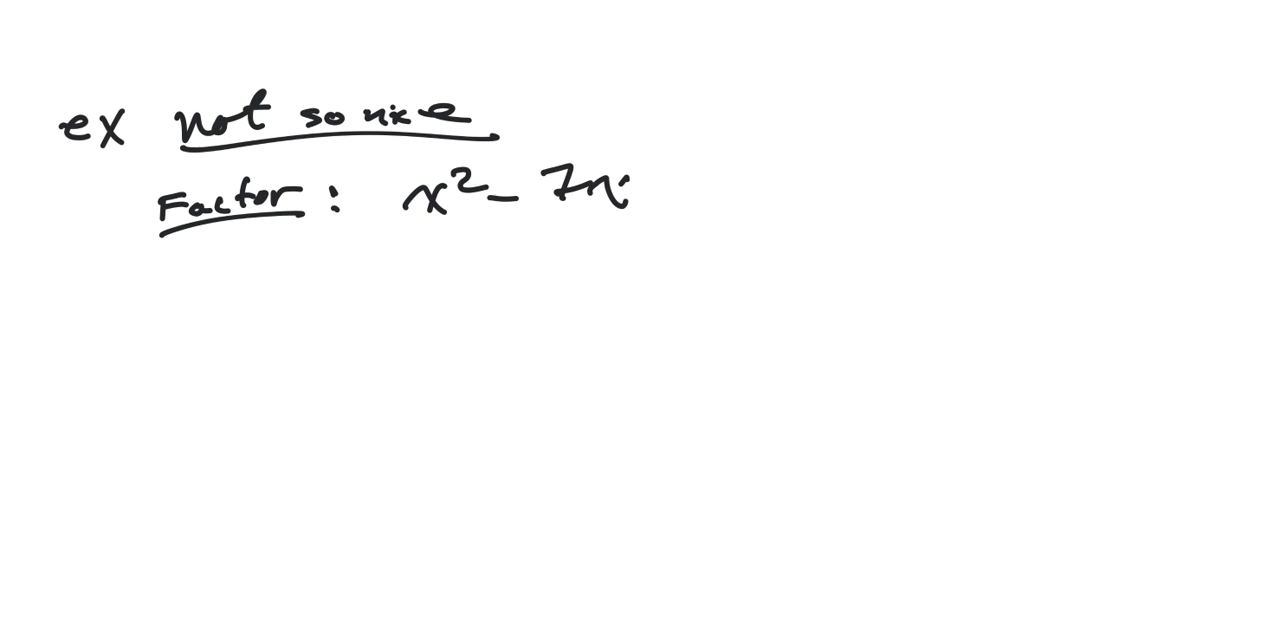 ex not so nice
Factor: x² - 7x